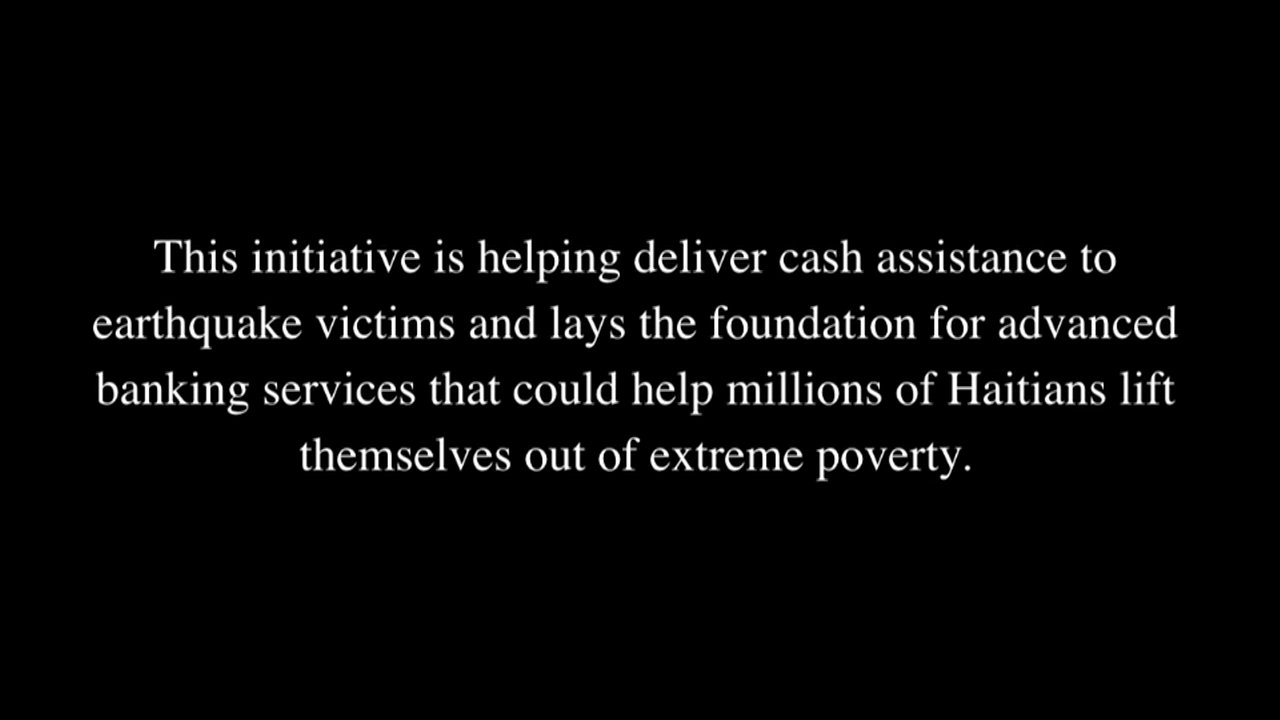 This initiative is helping deliver cash assistance to
earthquake victims and lays the foundation for advanced
banking services that could help millions of Haitians lift
themselves out of extreme poverty.